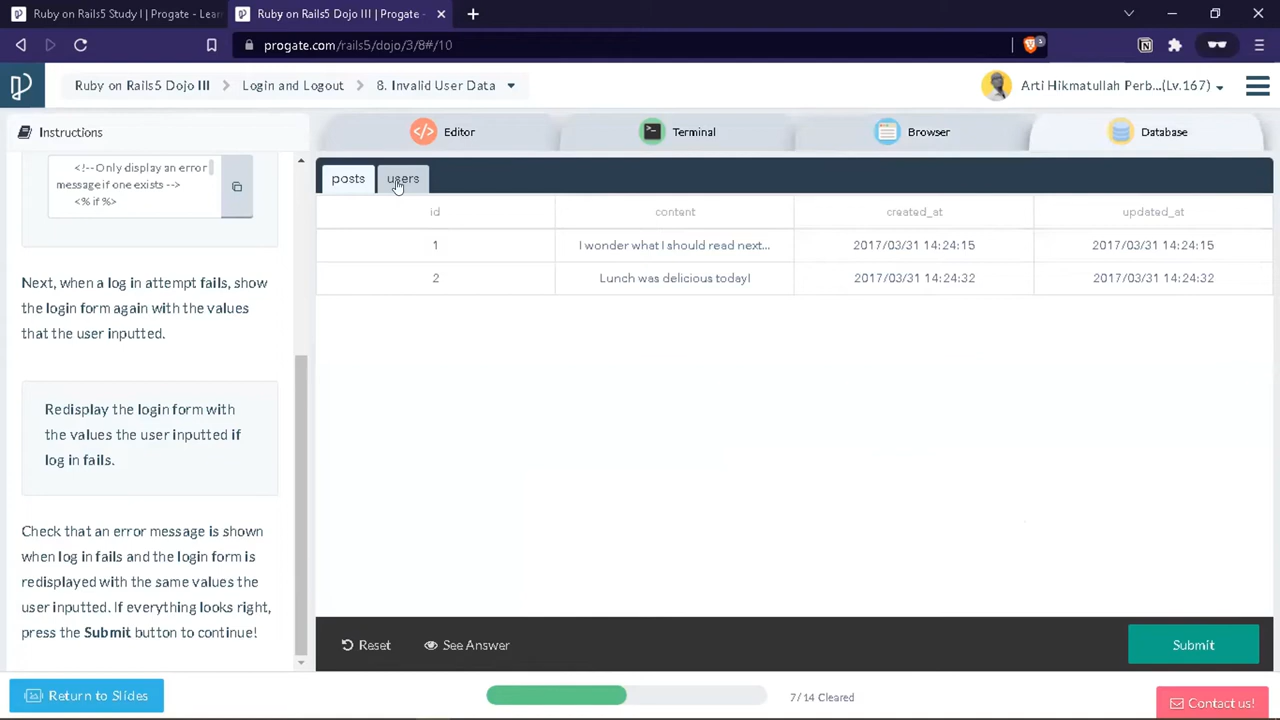 Ruby on Rails5 Study I | Progate - Learn
Ruby on Rails5 Dojo III | Progate -
progate.com/rails5/dojo/3/8#/10
Ruby on Rails5 Dojo III
Login and Logout
8. Invalid User Data
Arti Hikmatullah Perb...(Lv.167)
Instructions
Editor
Terminal
Browser
Database
<!--Only display an error
message if one exists -->
<% if %>
Next, when a log in attempt fails, show
the login form again with the values
that the user inputted.
Redisplay the login form with
the values the user inputted if
log in fails.
Check that an error message is shown
when log in fails and the login form is
redisplayed with the same values the
user inputted. If everything looks right,
press the Submit button to continue!
posts users
id content created_at updated_at
1 I wonder what I should read next... 2017/03/31 14:24:15 2017/03/31 14:24:15
2 Lunch was delicious today! 2017/03/31 14:24:32 2017/03/31 14:24:32
Reset
See Answer
Submit
Return to Slides
7/14 Cleared
Contact us!